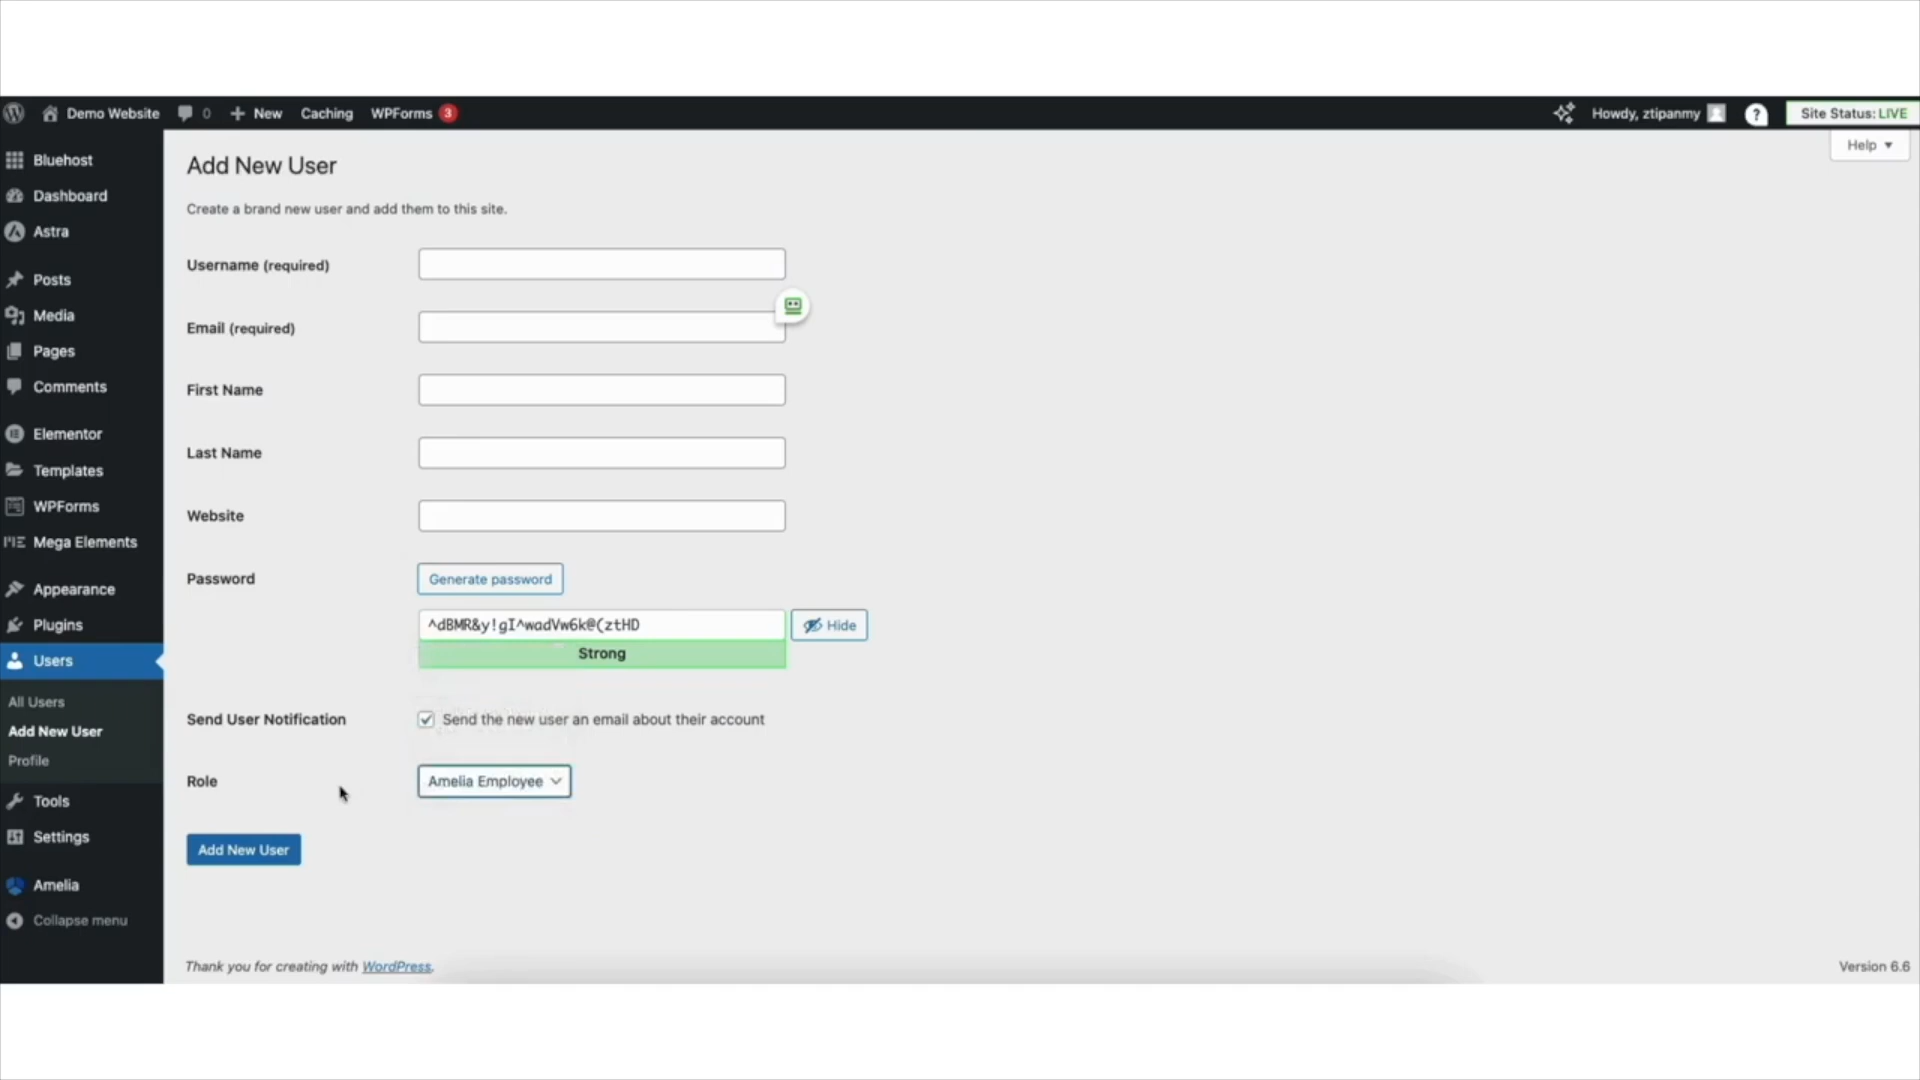 Demo Website 0 New Caching WPForms 3 Howdy, ztipanmy ? Site Status: LIVE
Help
Bluehost
Dashboard
Astra
Posts
Media
Pages
Comments
Elementor
Templates
WPForms
Mega Elements
Appearance
Plugins
Users
All Users
Add New User
Profile
Tools
Settings
Amelia
Collapse menu
Add New User
Create a brand new user and add them to this site.
Username (required)
Email (required)
First Name
Last Name
Website
Password
Generate password
^dBMR&y!gI^wadVw6k@(ztHD
Hide
Strong
Send User Notification
Send the new user an email about their account
Role
Amelia Employee
Add New User
Thank you for creating with WordPress.
Version 6.6